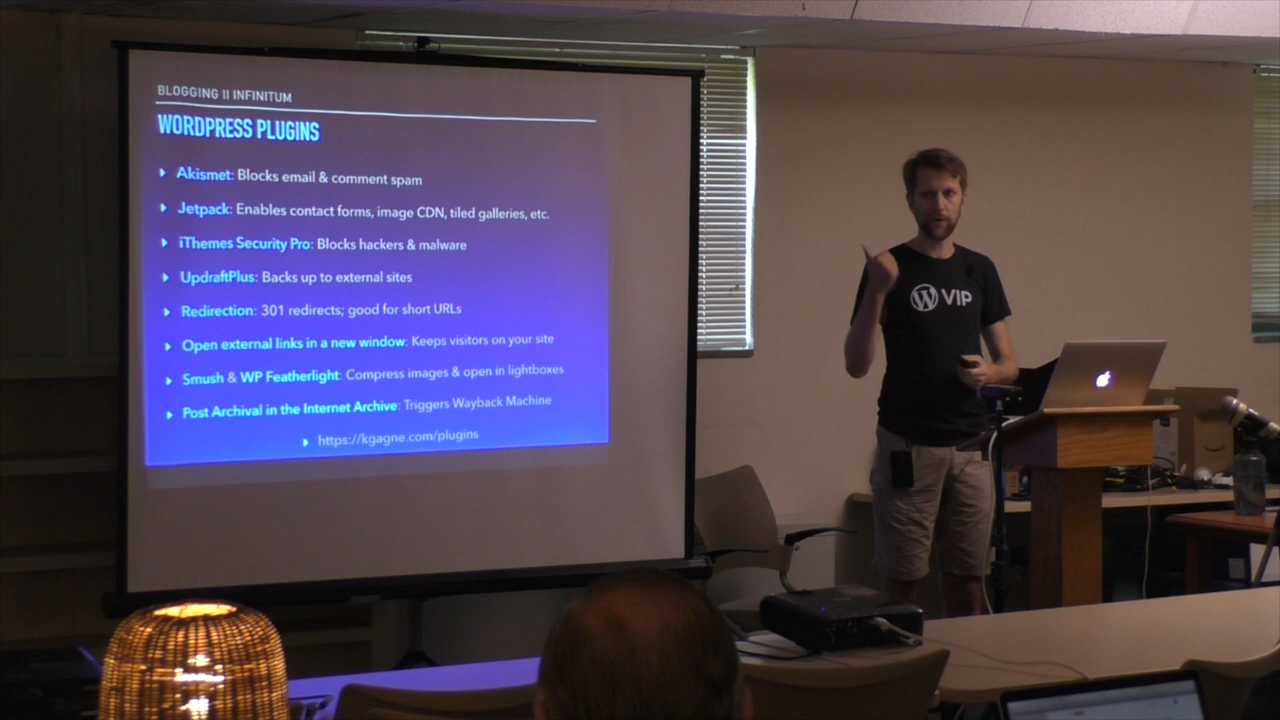 BLOGGING II INFINITUM
WORDPRESS PLUGINS
Akismet: Blocks email & comment spam
Jetpack: Enables contact forms, image CDN, tiled galleries, etc.
iThemes Security Pro: Blocks hackers & malware
UpdraftPlus: Backs up to external sites
Redirection: 301 redirects; good for short URLs
Open external links in a new window: Keeps visitors on your site
Smush & WP Featherlight: Compress images & open in lightboxes
Post Archival in the Internet Archive: Triggers Wayback Machine
https://kgagne.com/plugins
W VIP